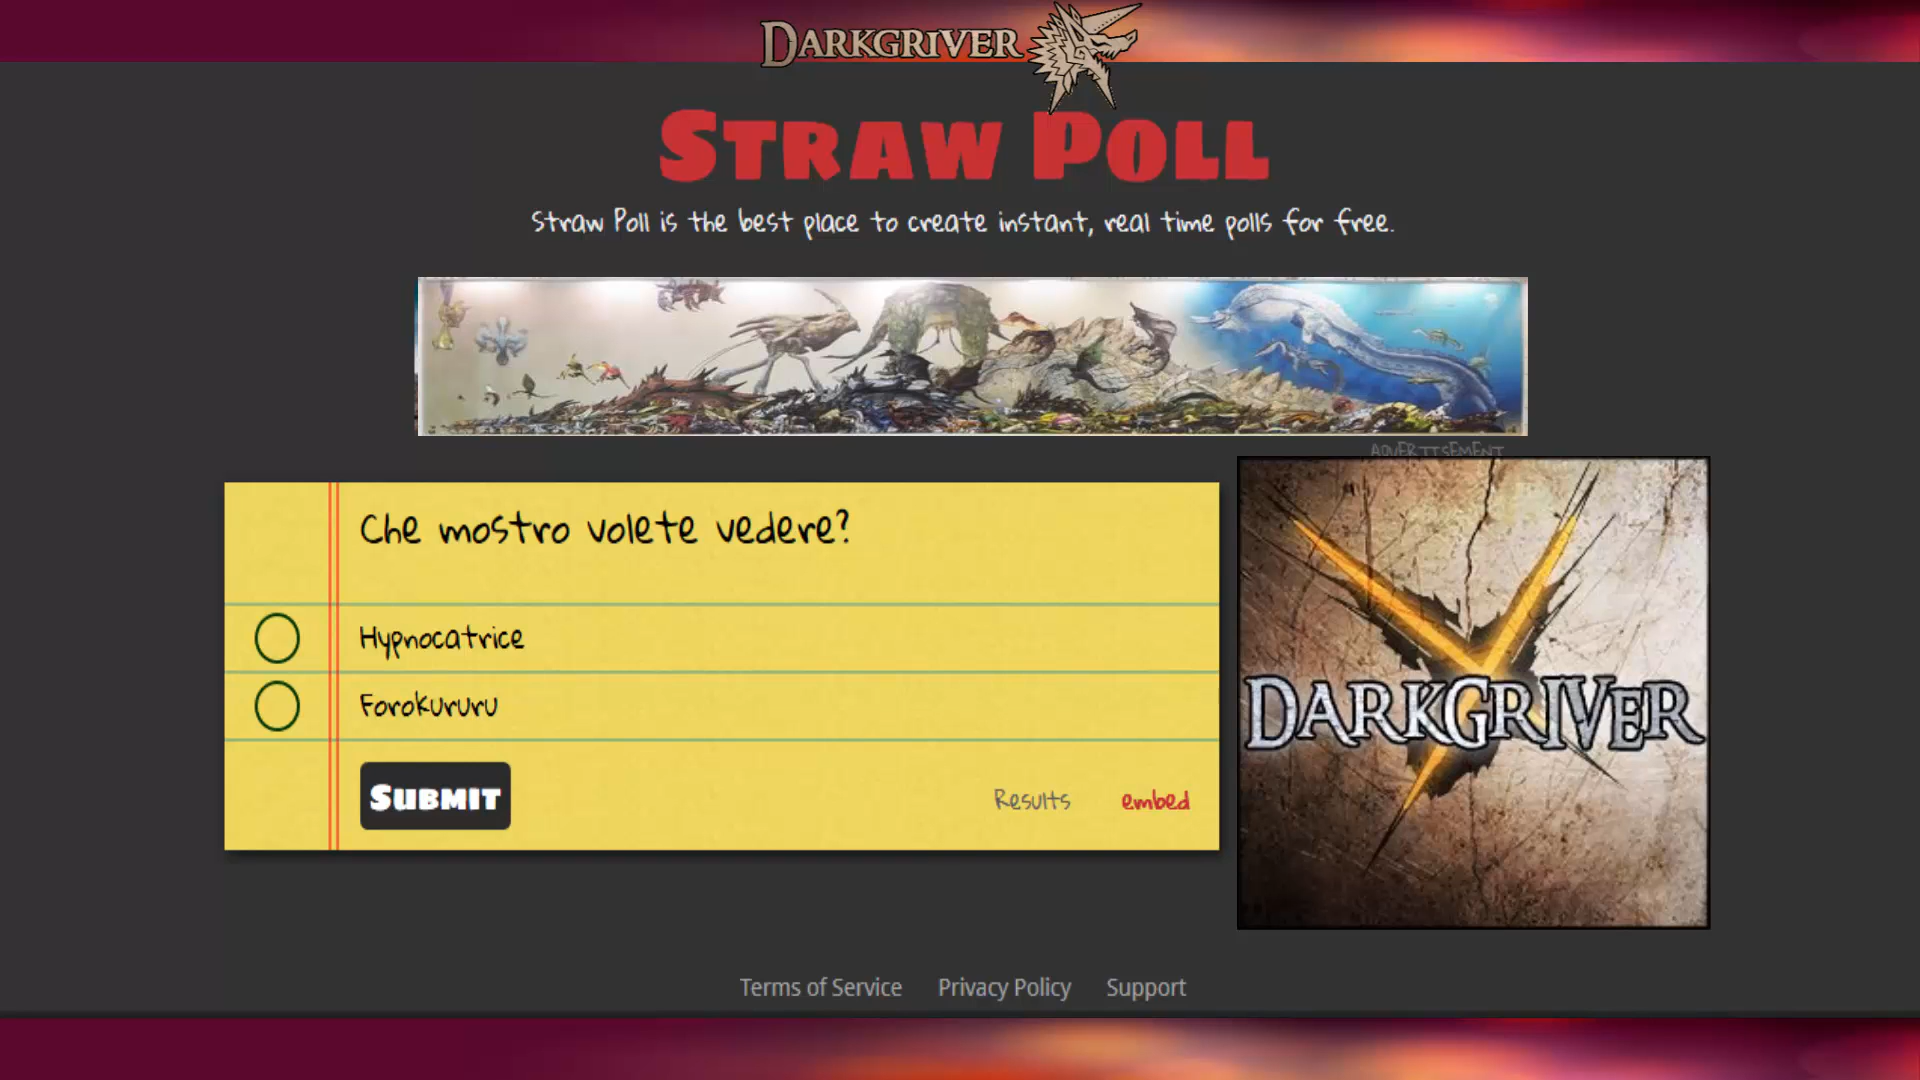 DARKGRIVER
STRAW POLL
Straw Poll is the best place to create instant, real time polls for free.
ADVERTISEMENT
Che mostro volete vedere?
Hypnocatrice
Forokururu
SUBMIT
Results
embed
DARKGRIVER
Terms of Service
Privacy Policy
Support